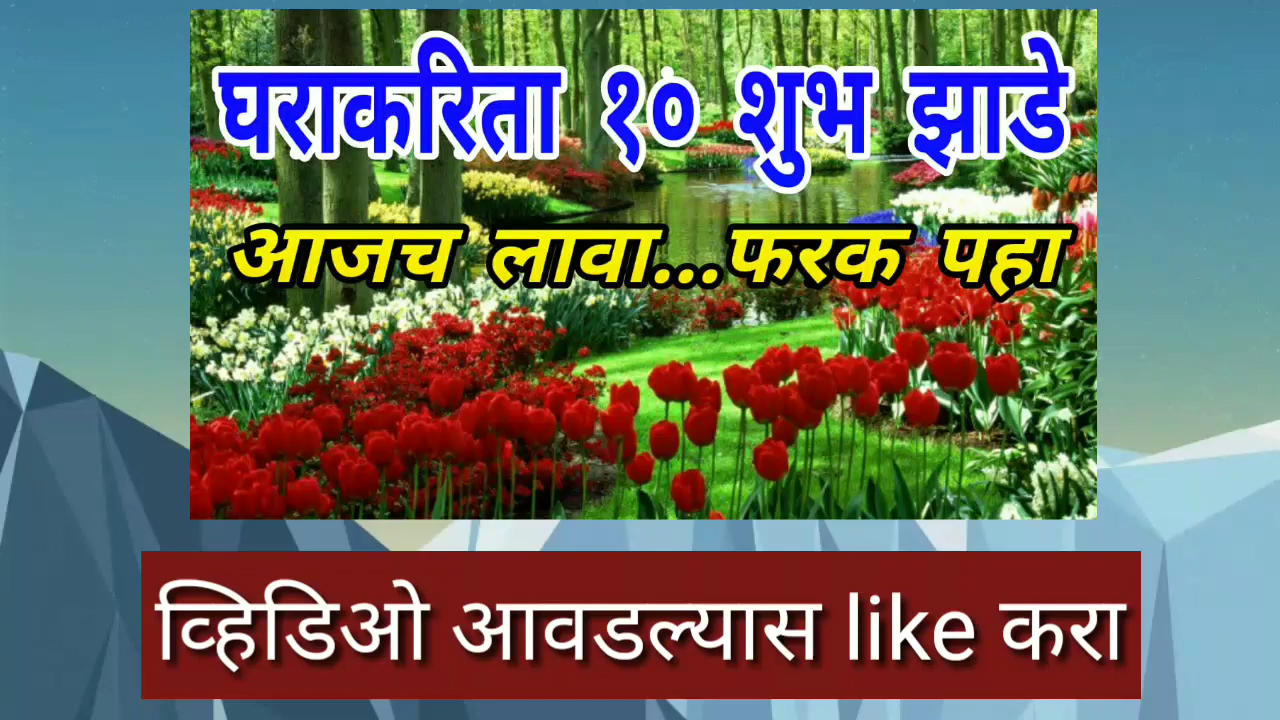 घराकरिता १० शुभ झाडे
आजच लावा...फरक पहा
व्हिडिओ आवडल्यास like करा